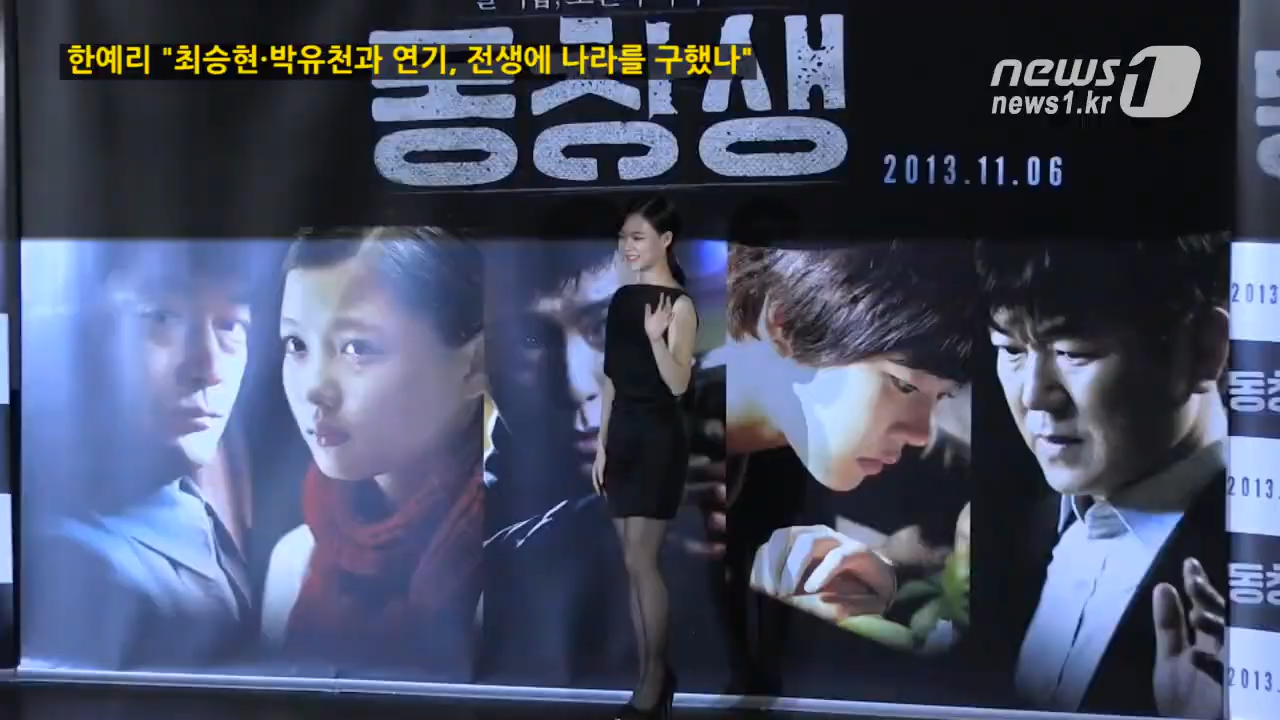 한예리 "최승현·박유천과 연기, 전생에 나라를 구했나"
news1
news1.kr
동창생
2013.11.06
2013
동창
2013.
동창
2013.